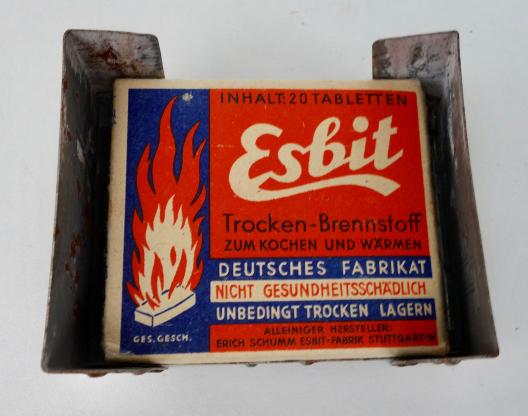 INHALT: 20 TABLETTEN
Esbit
Trocken-Brennstoff
ZUM KOCHEN UND WÄRMEN
DEUTSCHES FABRIKAT
NICHT GESUNDHEITSSCHÄDLICH
UNBEDINGT TROCKEN LAGERN
ALLEINIGER HERSTELLER:
ERICH SCHUMM ESBIT-FABRIK STUTTGART-W
GES. GESCH.